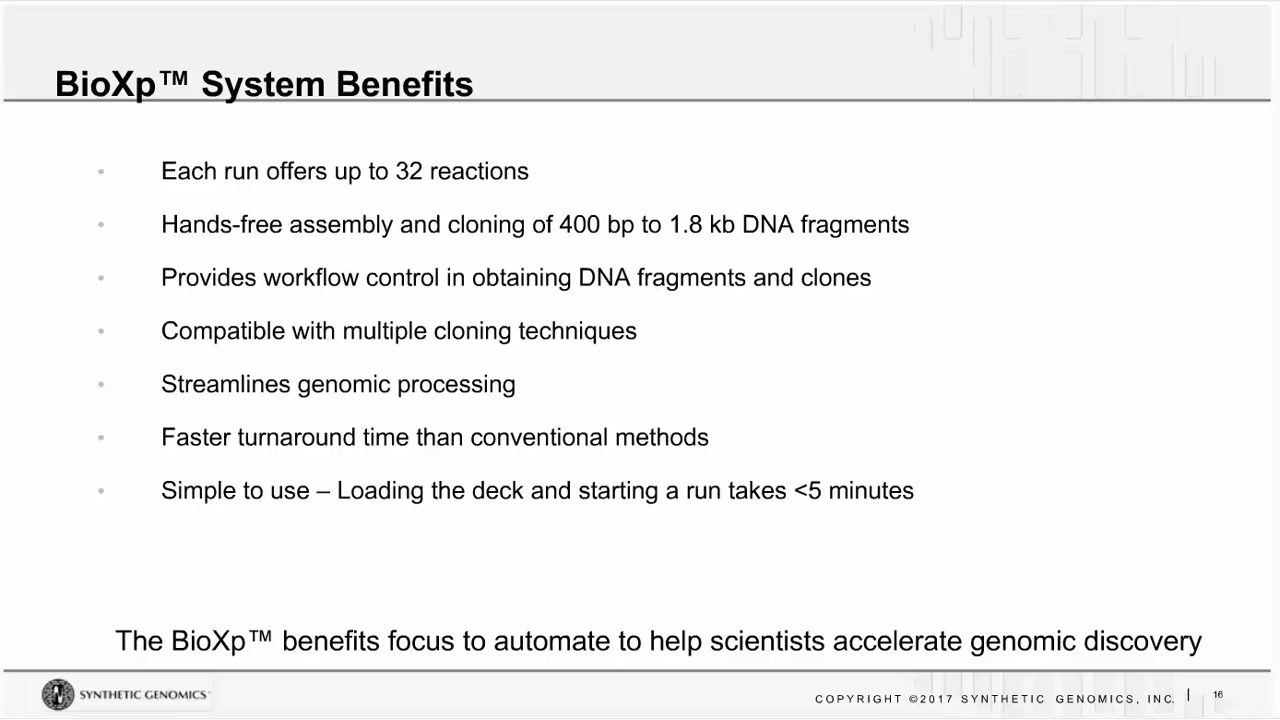 BioXp™ System Benefits
• Each run offers up to 32 reactions
• Hands-free assembly and cloning of 400 bp to 1.8 kb DNA fragments
• Provides workflow control in obtaining DNA fragments and clones
• Compatible with multiple cloning techniques
• Streamlines genomic processing
• Faster turnaround time than conventional methods
• Simple to use – Loading the deck and starting a run takes <5 minutes
The BioXp™ benefits focus to automate to help scientists accelerate genomic discovery
SYNTHETIC GENOMICS
COPYRIGHT ©2017 SYNTHETIC GENOMICS, INC. | 16